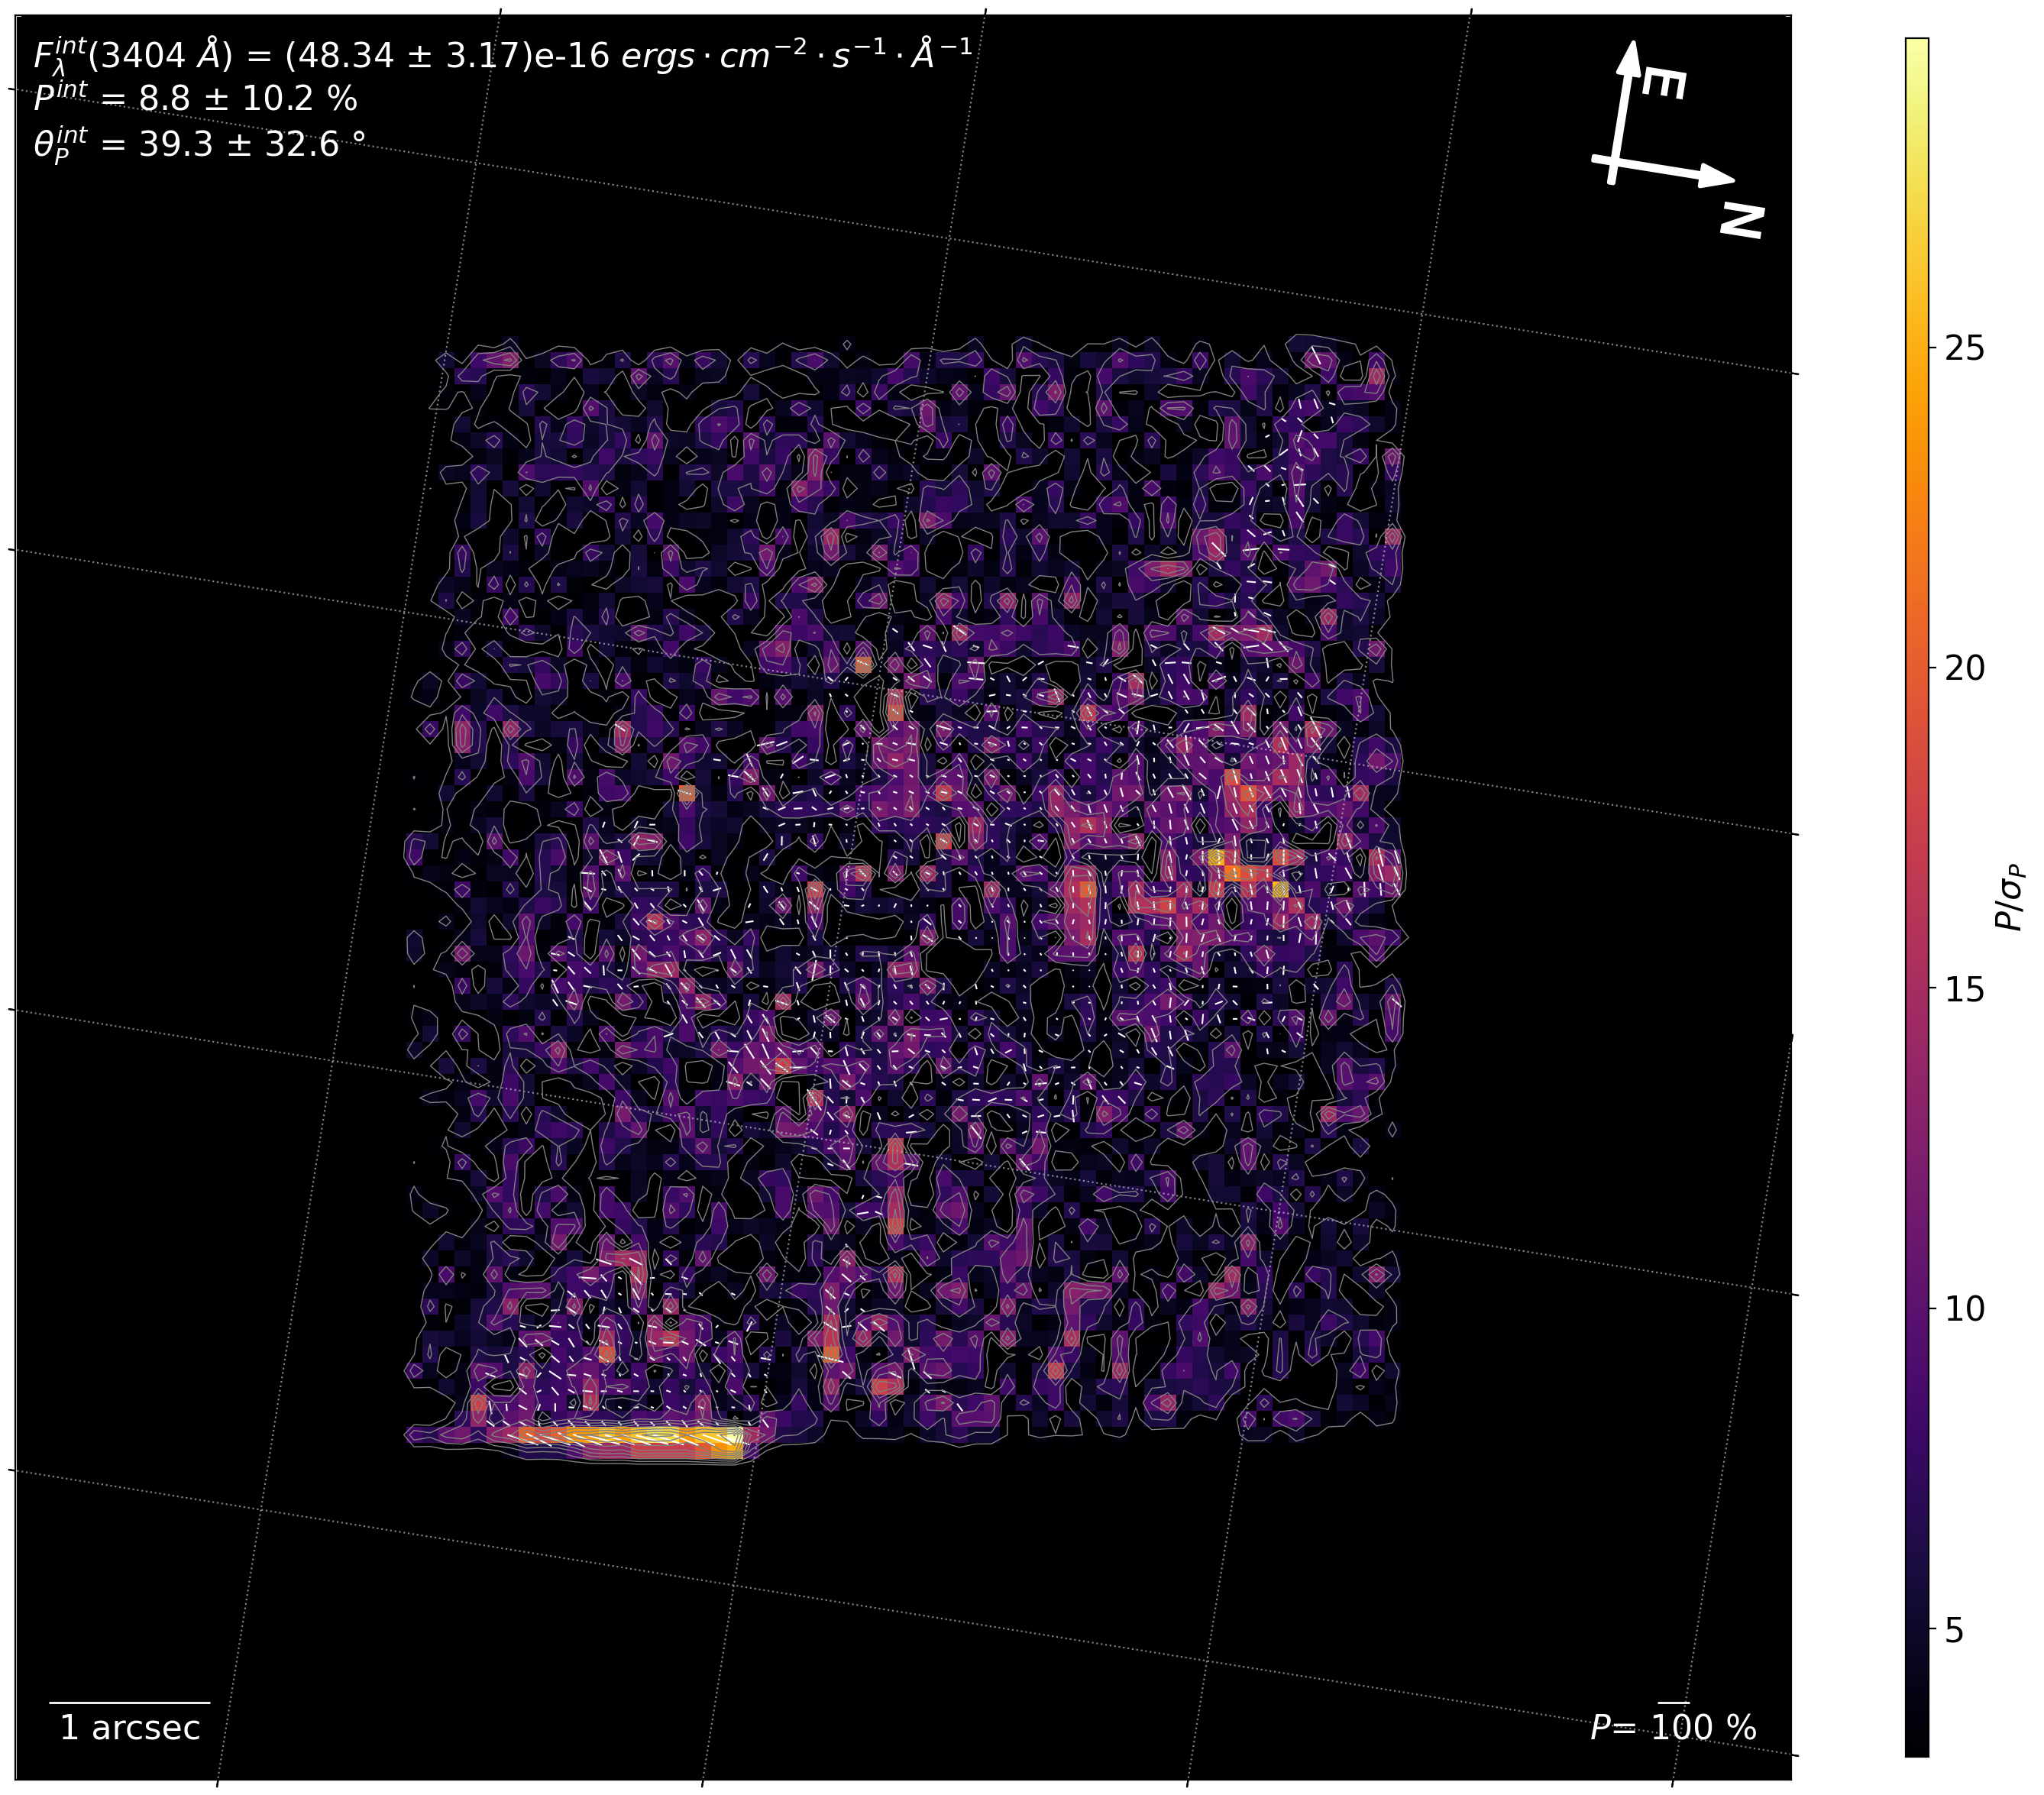 F_λ^int(3404 Å) = (48.34 ± 3.17)e-16 ergs · cm⁻² · s⁻¹ · Å⁻¹
P^int = 8.8 ± 10.2 %
θ_P^int = 39.3 ± 32.6 °
E
N
25
20
15
10
5
P/σ_P
1 arcsec
P= 100 %